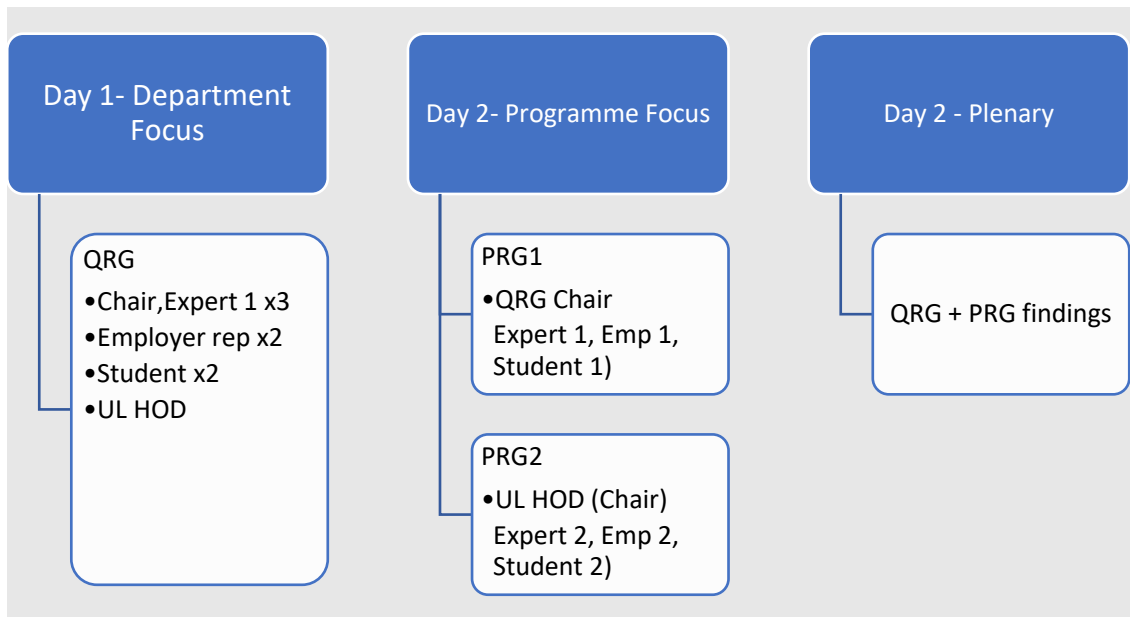 Day 1- Department
Focus
QRG
•Chair,Expert 1 x3
•Employer rep x2
•Student x2
•UL HOD
Day 2- Programme Focus
PRG1
•QRG Chair
Expert 1, Emp 1,
Student 1)
PRG2
•UL HOD (Chair)
Expert 2, Emp 2,
Student 2)
Day 2 - Plenary
QRG + PRG findings